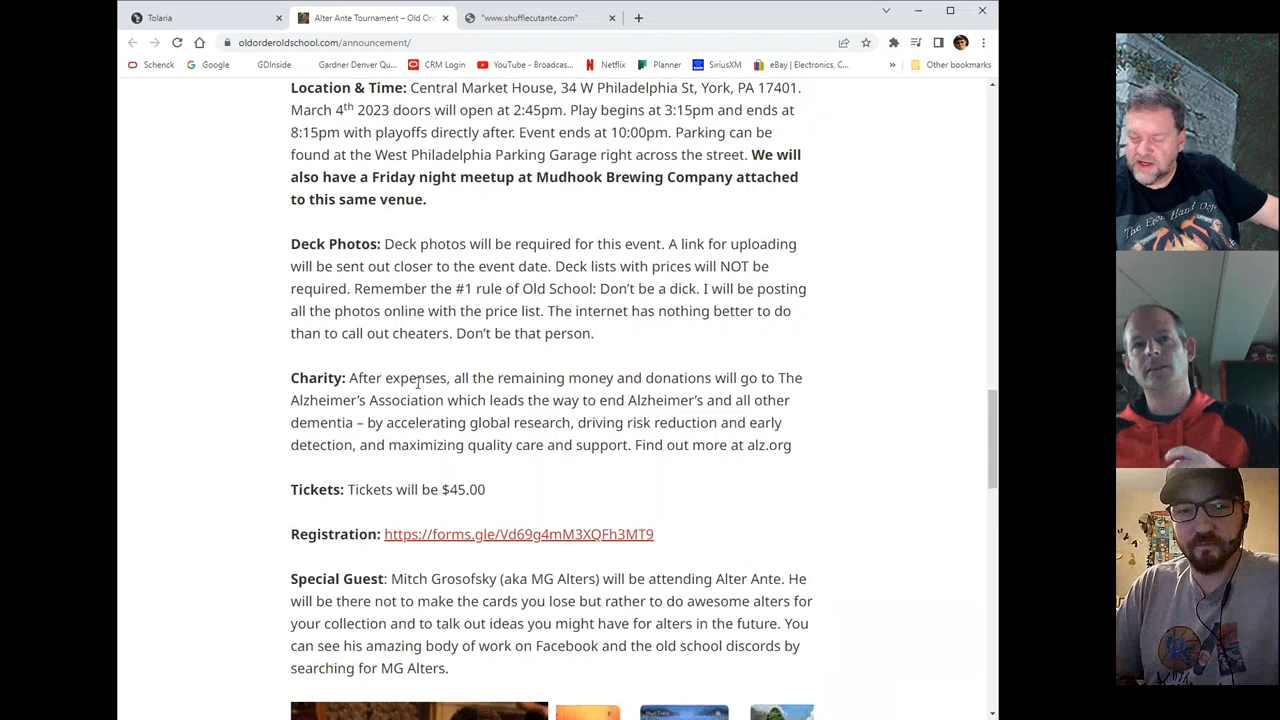 Tolaria
Alter Ante Tournament – Old Ord
"www.shufflecutante.com"
oldorderoldschool.com/announcement/
Schenck
Google
GDInside
Gardner Denver Qu...
CRM Login
YouTube - Broadcas...
Netflix
Planner
SiriusXM
eBay | Electronics, C...
»
Other bookmarks
Location & Time: Central Market House, 34 W Philadelphia St, York, PA 17401.
March 4th 2023 doors will open at 2:45pm. Play begins at 3:15pm and ends at
8:15pm with playoffs directly after. Event ends at 10:00pm. Parking can be
found at the West Philadelphia Parking Garage right across the street. We will
also have a Friday night meetup at Mudhook Brewing Company attached
to this same venue.
Deck Photos: Deck photos will be required for this event. A link for uploading
will be sent out closer to the event date. Deck lists with prices will NOT be
required. Remember the #1 rule of Old School: Don't be a dick. I will be posting
all the photos online with the price list. The internet has nothing better to do
than to call out cheaters. Don't be that person.
Charity: After expenses, all the remaining money and donations will go to The
Alzheimer's Association which leads the way to end Alzheimer's and all other
dementia – by accelerating global research, driving risk reduction and early
detection, and maximizing quality care and support. Find out more at alz.org
Tickets: Tickets will be $45.00
Registration: https://forms.gle/Vd69g4mM3XQFh3MT9
Special Guest: Mitch Grosofsky (aka MG Alters) will be attending Alter Ante. He
will be there not to make the cards you lose but rather to do awesome alters for
your collection and to talk out ideas you might have for alters in the future. You
can see his amazing body of work on Facebook and the old school discords by
searching for MG Alters.